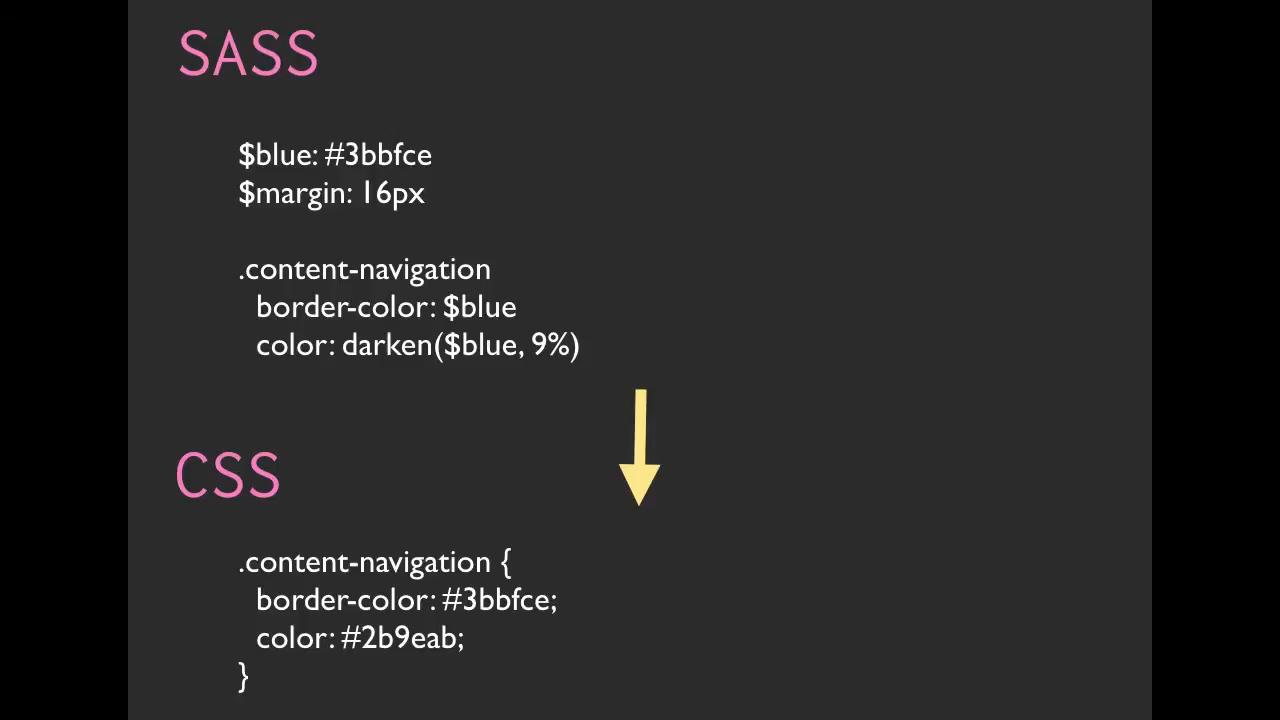 SASS
$blue: #3bbfce
$margin: 16px
.content-navigation
border-color: $blue
color: darken($blue, 9%)
CSS
.content-navigation {
border-color: #3bbfce;
color: #2b9eab;
}